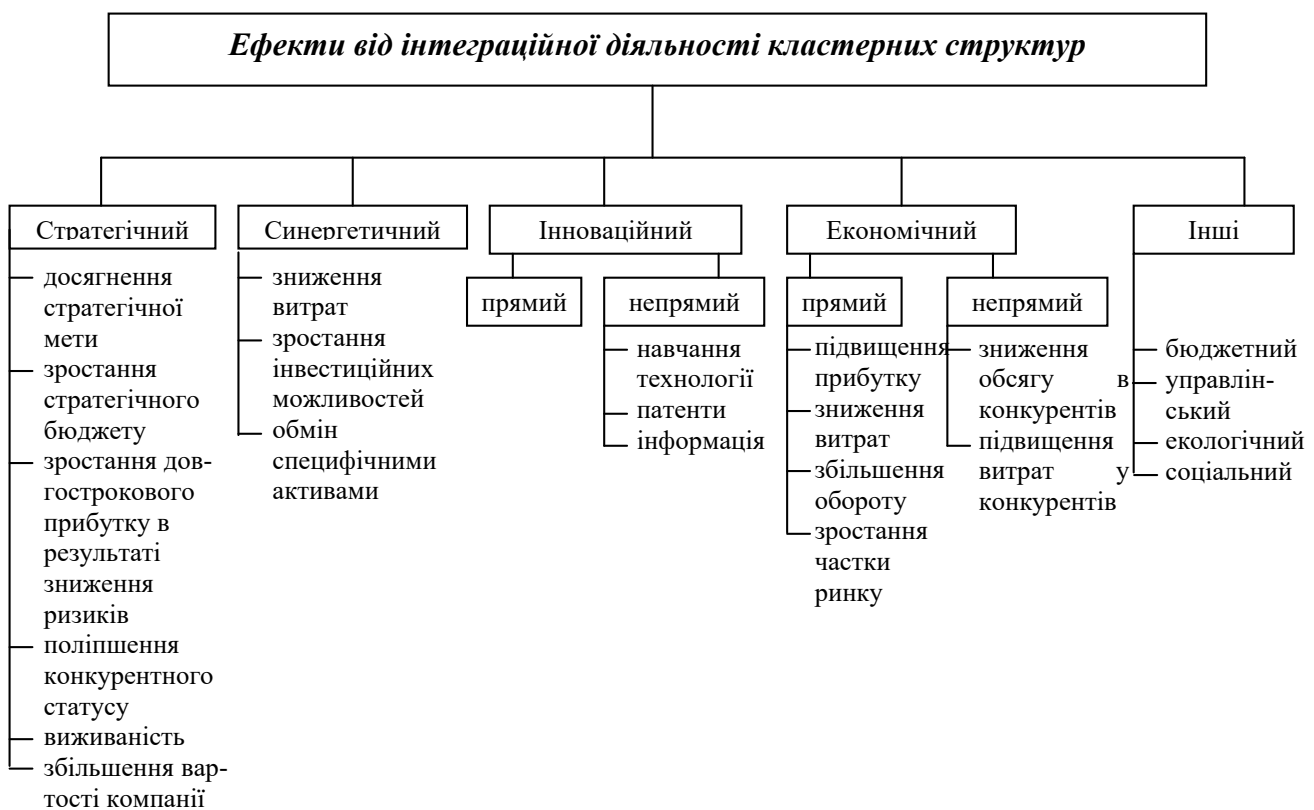 Ефекти від інтеграційної діяльності кластерних структур
Стратегічний
досягнення
стратегічної
мети
зростання
стратегічного
бюджету
зростання дов-
гострокового
прибутку в
результаті
зниження
ризиків
поліпшення
конкурентного
статусу
виживаність
збільшення вар-
тості компанії
Синергетичний
зниження
витрат
зростання
інвестиційних
можливостей
обмін
специфічними
активами
Інноваційний
прямий
непрямий
навчання
технології
патенти
інформація
Економічний
прямий
підвищення
прибутку
зниження
витрат
збільшення
обороту
зростання
частки
ринку
непрямий
зниження
обсягу в
конкурентів
підвищення
витрат у
конкурентів
Інші
бюджетний
управлін-
ський
екологічний
соціальний